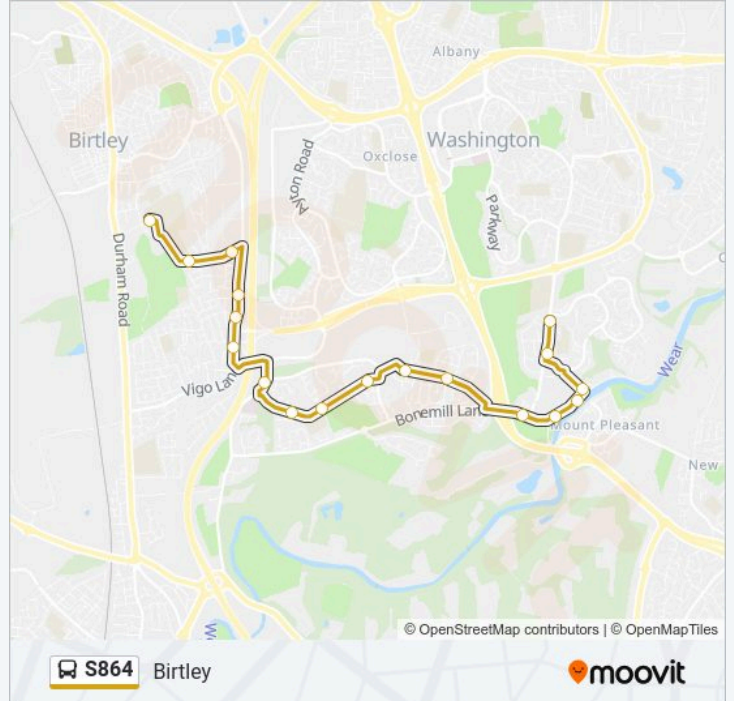 Albany
Birtley
Washington
Oxclose
Ayton Road
Parkway
Durham Road
Wear
Vigo Lan
Bonemill Lane
Mount Pleasant
New
© OpenStreetMap contributors | © OpenMapTiles
S864 Birtley
moovit